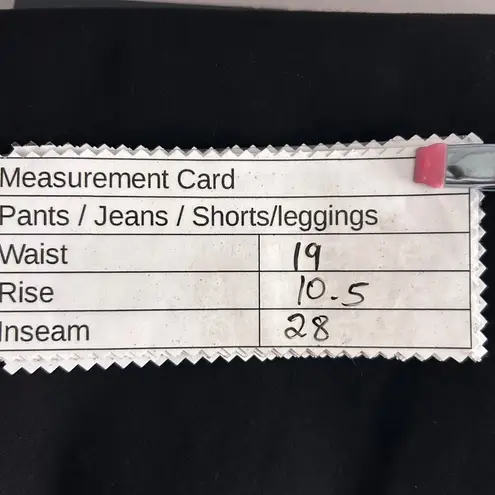 Measurement Card
Pants / Jeans / Shorts/leggings
Waist 19
Rise 10.5
Inseam 28